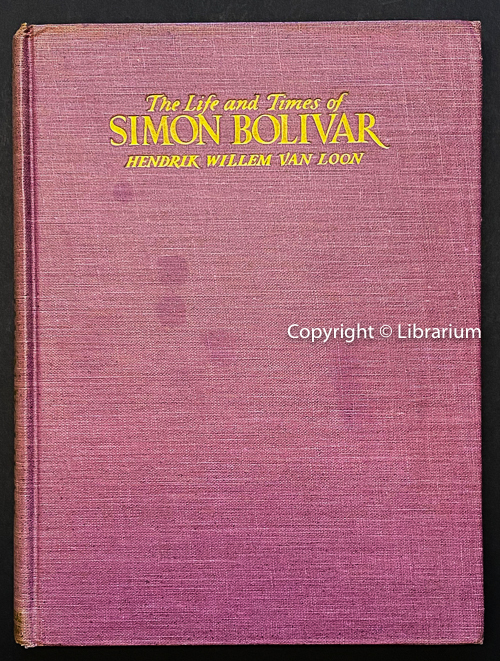 The Life and Times of
SIMON BOLIVAR
HENDRIK WILLEM VAN LOON
Copyright © Librarium